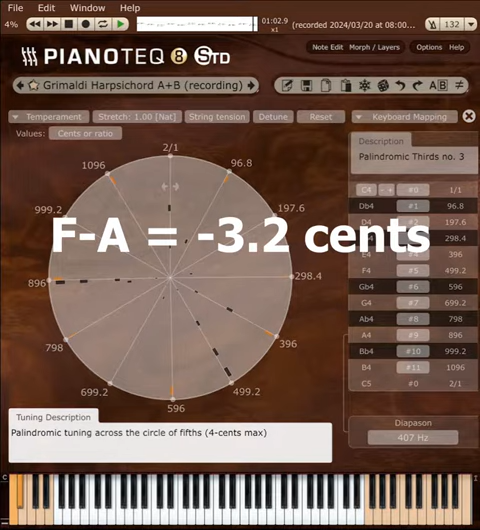 File Edit Window Help
4%
01:02.9
x1
(recorded 2024/03/20 at 08:00...
132
PIANOTEQ 8 STD
Note Edit Morph / Layers Options Help
Grimaldi Harpsichord A+B (recording)
AB
≠
Temperament Stretch: 1.00 [Nat] String tension Detune Reset Keyboard Mapping
Values: Cents or ratio
Description
Palindromic Thirds no. 3
2/1
96.8
197.6
298.4
396
499.2
596
699.2
798
896
999.2
1096
F-A = -3.2 cents
C4 #0 1/1
Db4 #1 96.8
D4 #2 197.6
298.4
E4 #4 396
F4 #5 499.2
Gb4 #6 596
G4 #7 699.2
Ab4 #8 798
A4 #9 896
Bb4 #10 999.2
B4 #11 1096
C5 #0 2/1
Tuning Description
Palindromic tuning across the circle of fifths (4-cents max)
Diapason
407 Hz